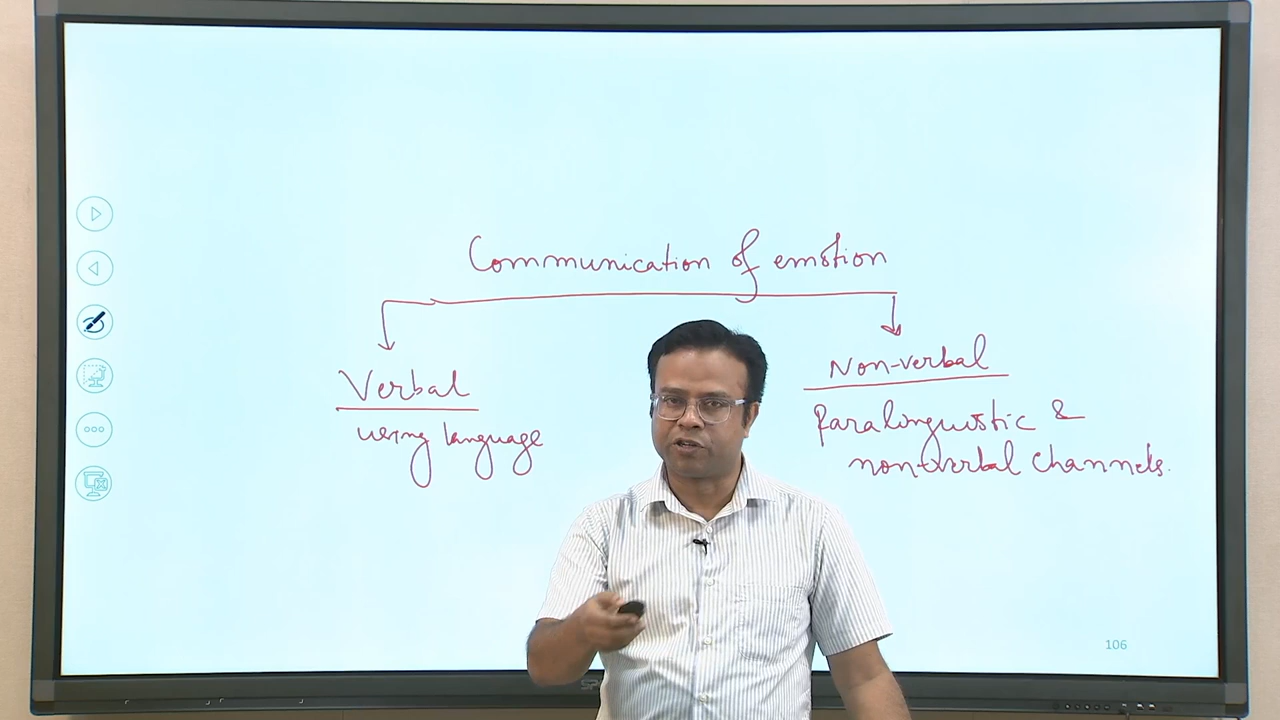 Communication of emotion
Verbal
using language
Non-verbal
Paralinguistic &
non-verbal channels.
106